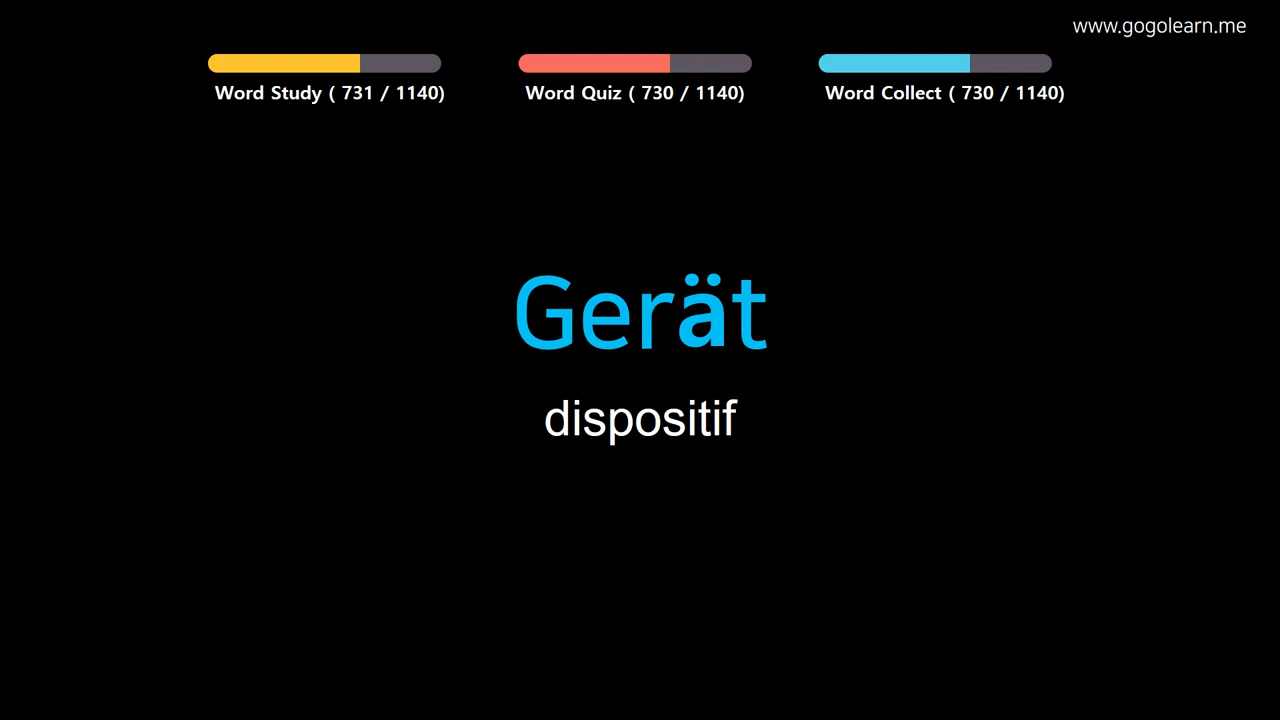 www.gogolearn.me
Word Study ( 731 / 1140)
Word Quiz ( 730 / 1140)
Word Collect ( 730 / 1140)
Gerät
dispositif